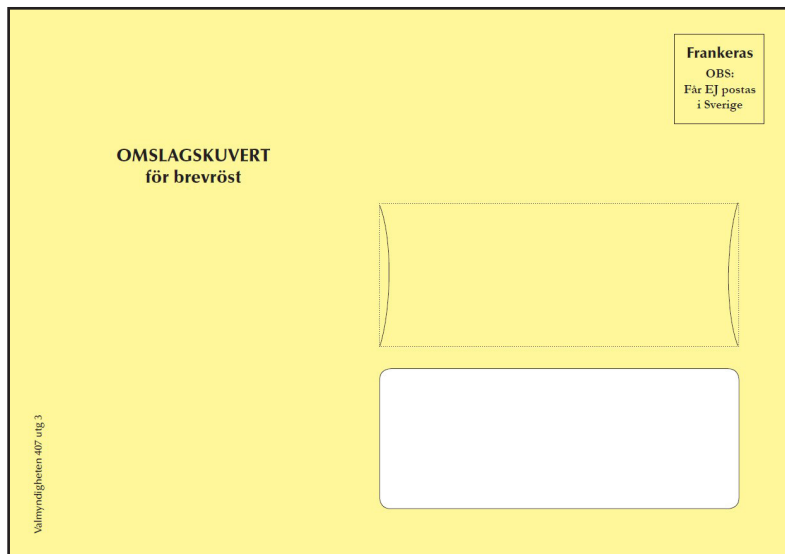 Frankeras
OBS:
Får EJ postas
i Sverige
OMSLAGSKUVERT
för brevröst
Valmyndigheten 407 utg 3